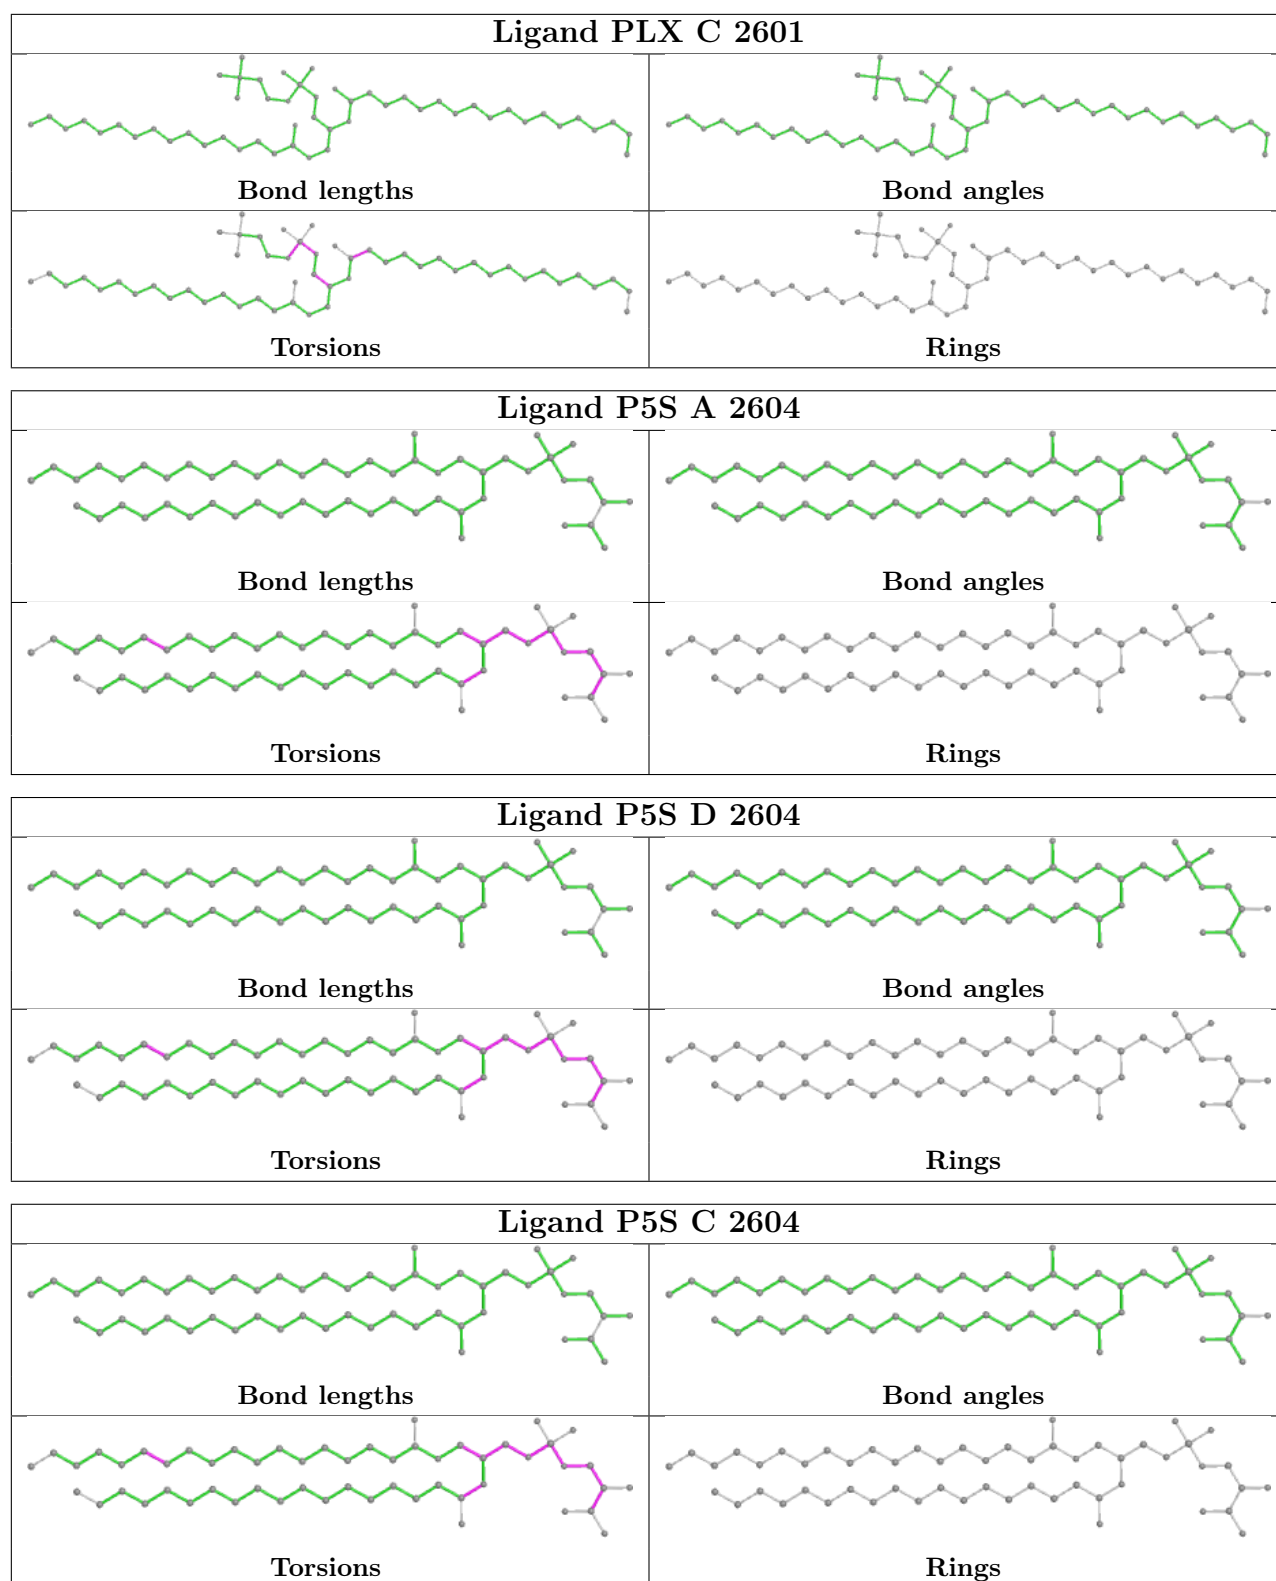 Ligand PLX C 2601
Bond lengths
Bond angles
Torsions
Rings
Ligand P5S A 2604
Bond lengths
Bond angles
Torsions
Rings
Ligand P5S D 2604
Bond lengths
Bond angles
Torsions
Rings
Ligand P5S C 2604
Bond lengths
Bond angles
Torsions
Rings